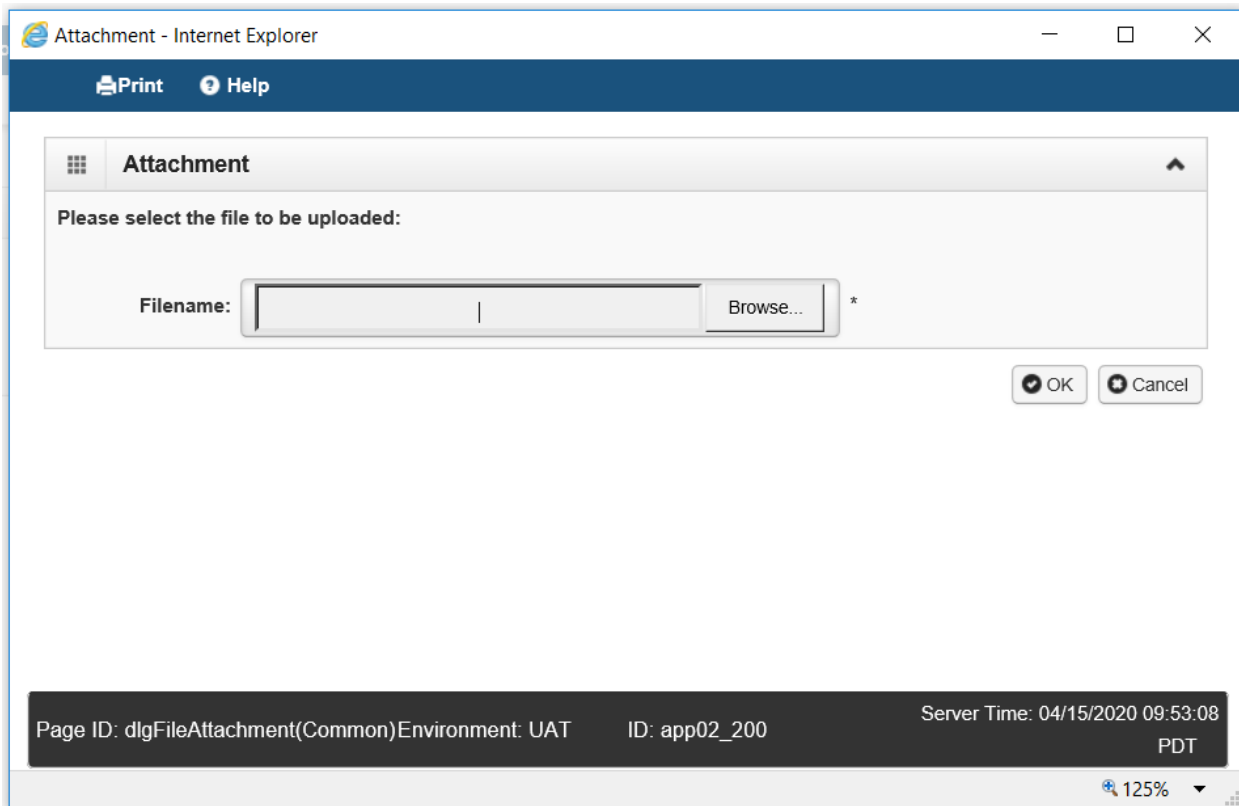 Attachment - Internet Explorer
Print Help
Attachment
Please select the file to be uploaded:
Filename: Browse... *
OK Cancel
Page ID: dlgFileAttachment(Common)Environment: UAT ID: app02_200 Server Time: 04/15/2020 09:53:08
PDT
125%